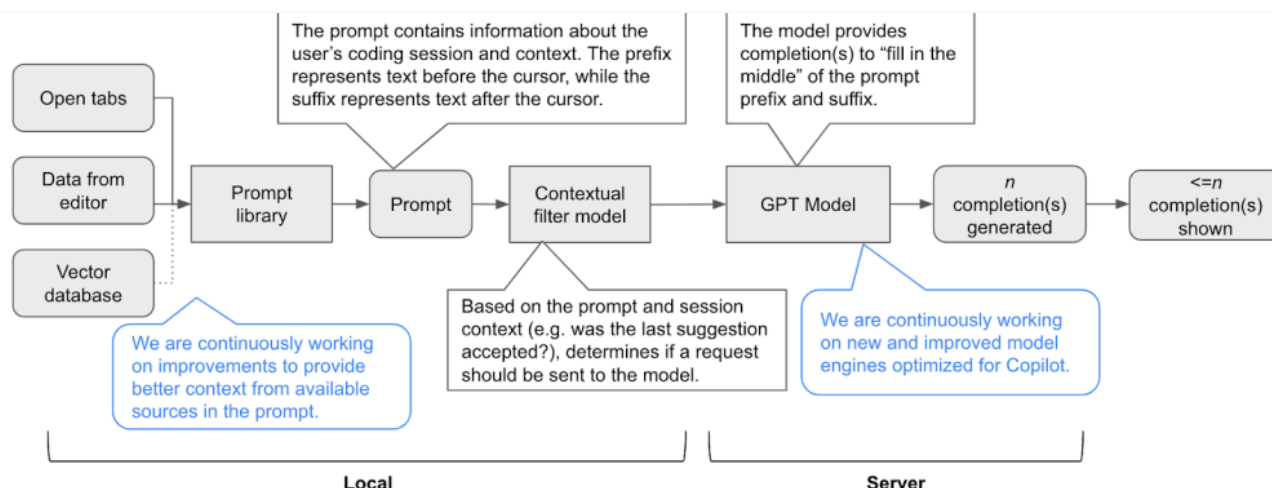 The prompt contains information about the
user's coding session and context. The prefix
represents text before the cursor, while the
suffix represents text after the cursor.
The model provides
completion(s) to “fill in the
middle” of the prompt
prefix and suffix.
Open tabs
Data from
editor
Vector
database
Prompt
library
Prompt
Contextual
filter model
GPT Model
n
completion(s)
generated
<=n
completion(s)
shown
We are continuously working
on improvements to provide
better context from available
sources in the prompt.
Based on the prompt and session
context (e.g. was the last suggestion
accepted?), determines if a request
should be sent to the model.
We are continuously working
on new and improved model
engines optimized for Copilot.
Local
Server